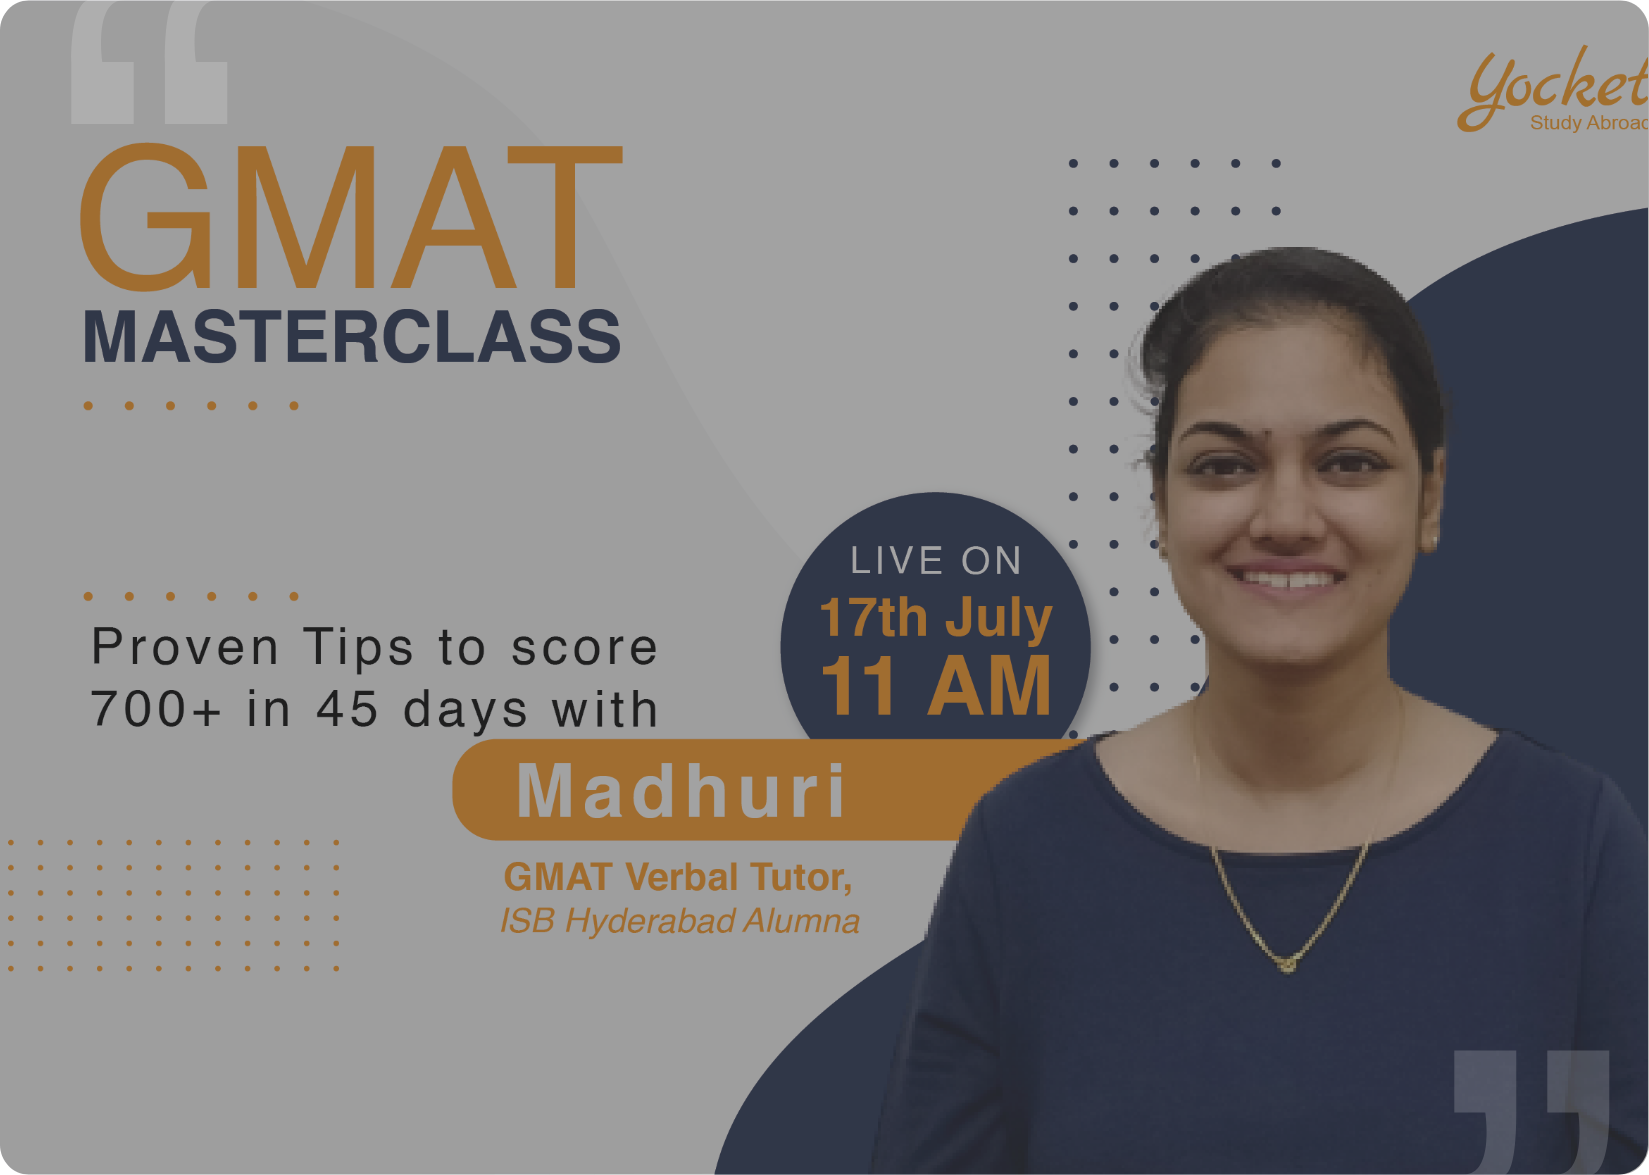 Yocket
Study Abroad
GMAT
MASTERCLASS
Proven Tips to score
700+ in 45 days with
LIVE ON
17th July
11 AM
Madhuri
GMAT Verbal Tutor,
ISB Hyderabad Alumna